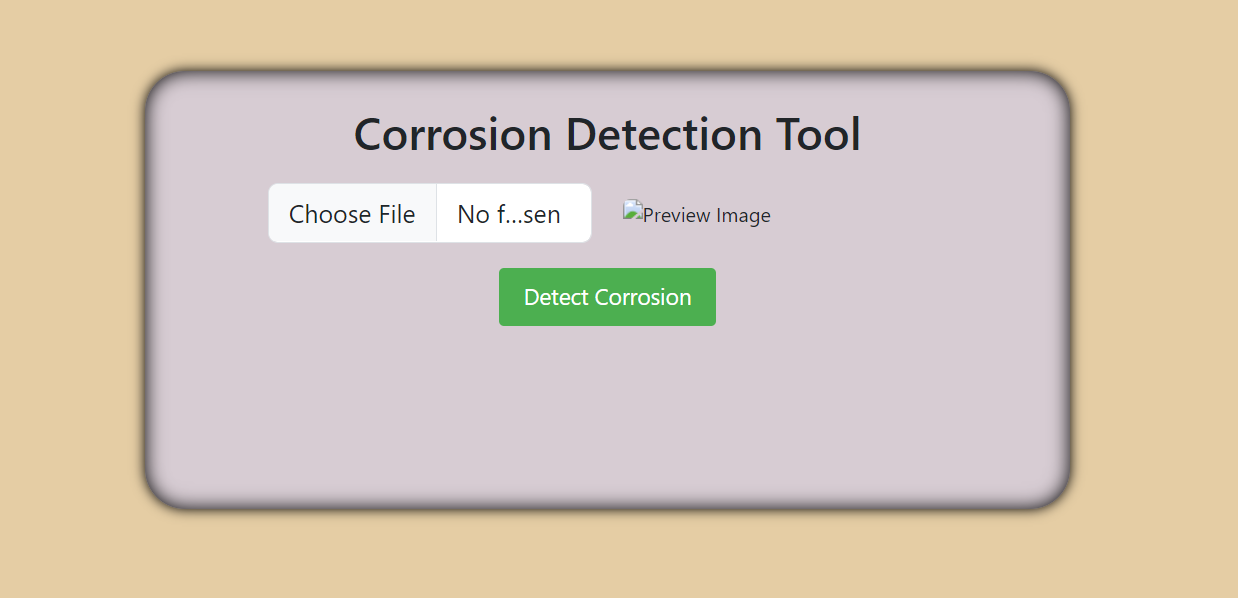 Corrosion Detection Tool
Choose File No f...sen Preview Image
Detect Corrosion